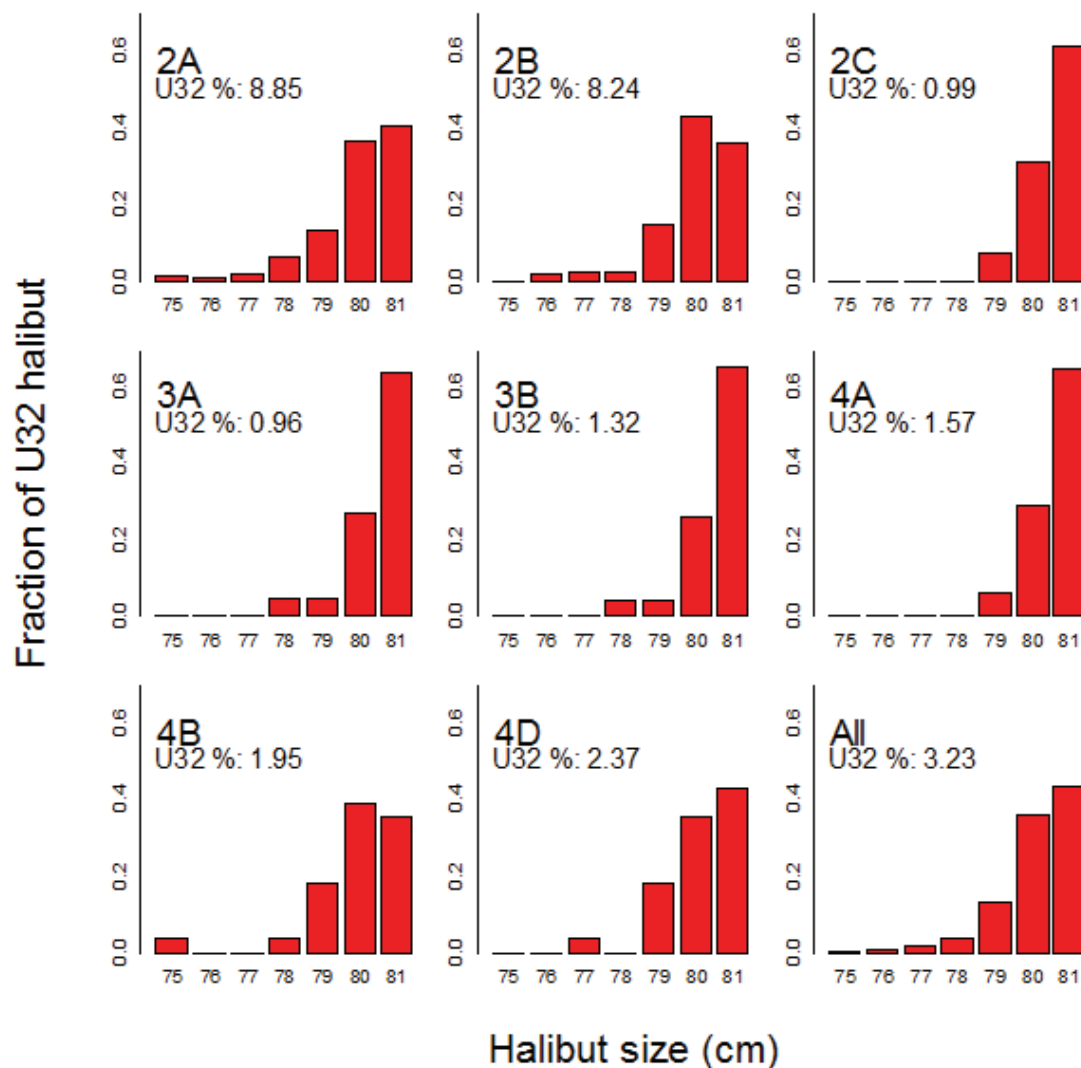 Fraction of U32 halibut
2A
U32 %: 8.85
0.0 0.2 0.4 0.6
75 76 77 78 79 80 81
2B
U32 %: 8.24
0.0 0.2 0.4 0.6
75 76 77 78 79 80 81
2C
U32 %: 0.99
0.0 0.2 0.4 0.6
75 76 77 78 79 80 81
3A
U32 %: 0.96
0.0 0.2 0.4 0.6
75 76 77 78 79 80 81
3B
U32 %: 1.32
0.0 0.2 0.4 0.6
75 76 77 78 79 80 81
4A
U32 %: 1.57
0.0 0.2 0.4 0.6
75 76 77 78 79 80 81
4B
U32 %: 1.95
0.0 0.2 0.4 0.6
75 76 77 78 79 80 81
4D
U32 %: 2.37
0.0 0.2 0.4 0.6
75 76 77 78 79 80 81
All
U32 %: 3.23
0.0 0.2 0.4 0.6
75 76 77 78 79 80 81
Halibut size (cm)